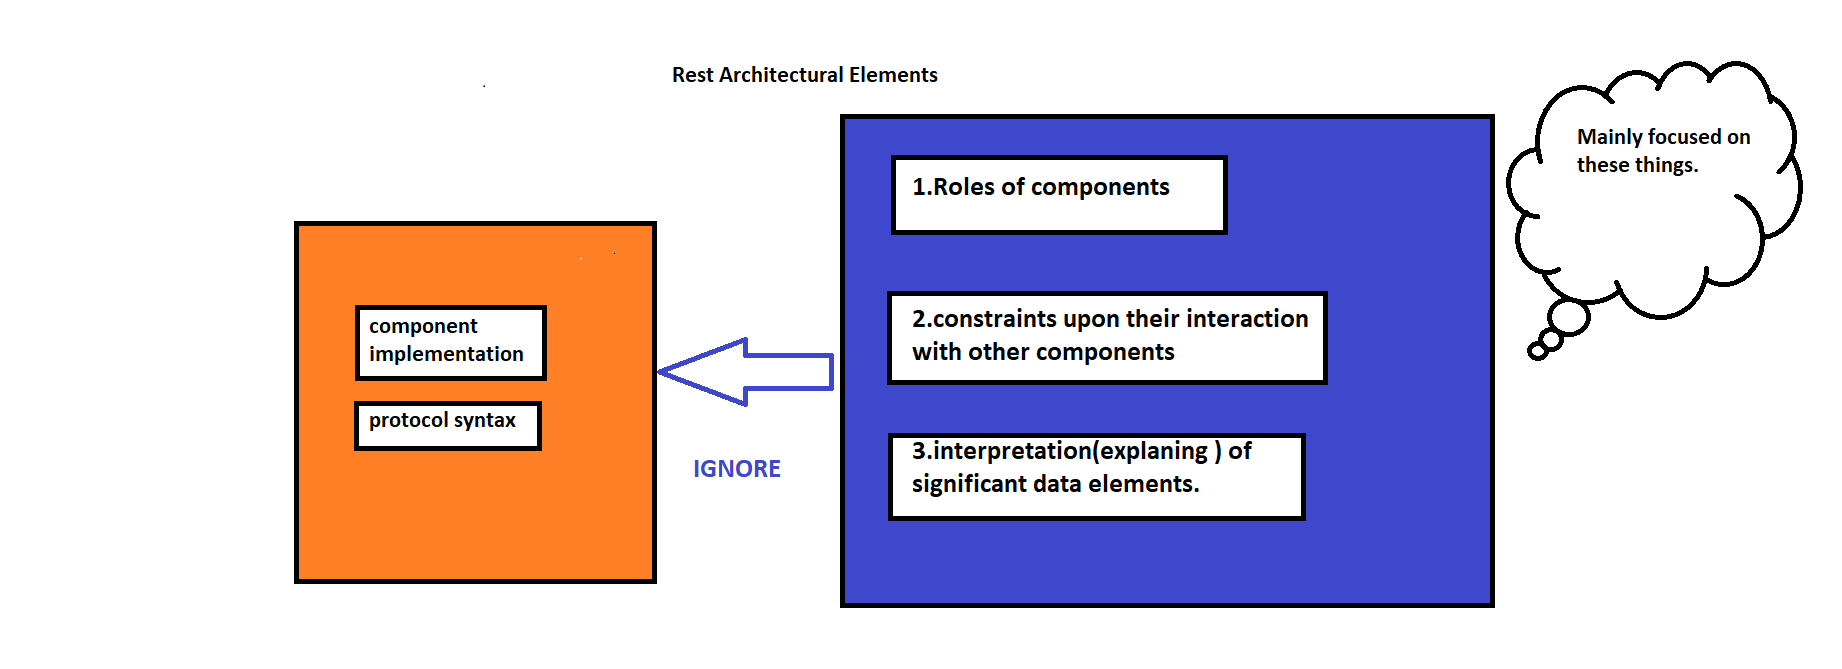 Rest Architectural Elements
Mainly focused on
these things.
1.Roles of components
2.constraints upon their interaction
with other components
3.interpretation(explaning ) of
significant data elements.
component
implementation
protocol syntax
IGNORE